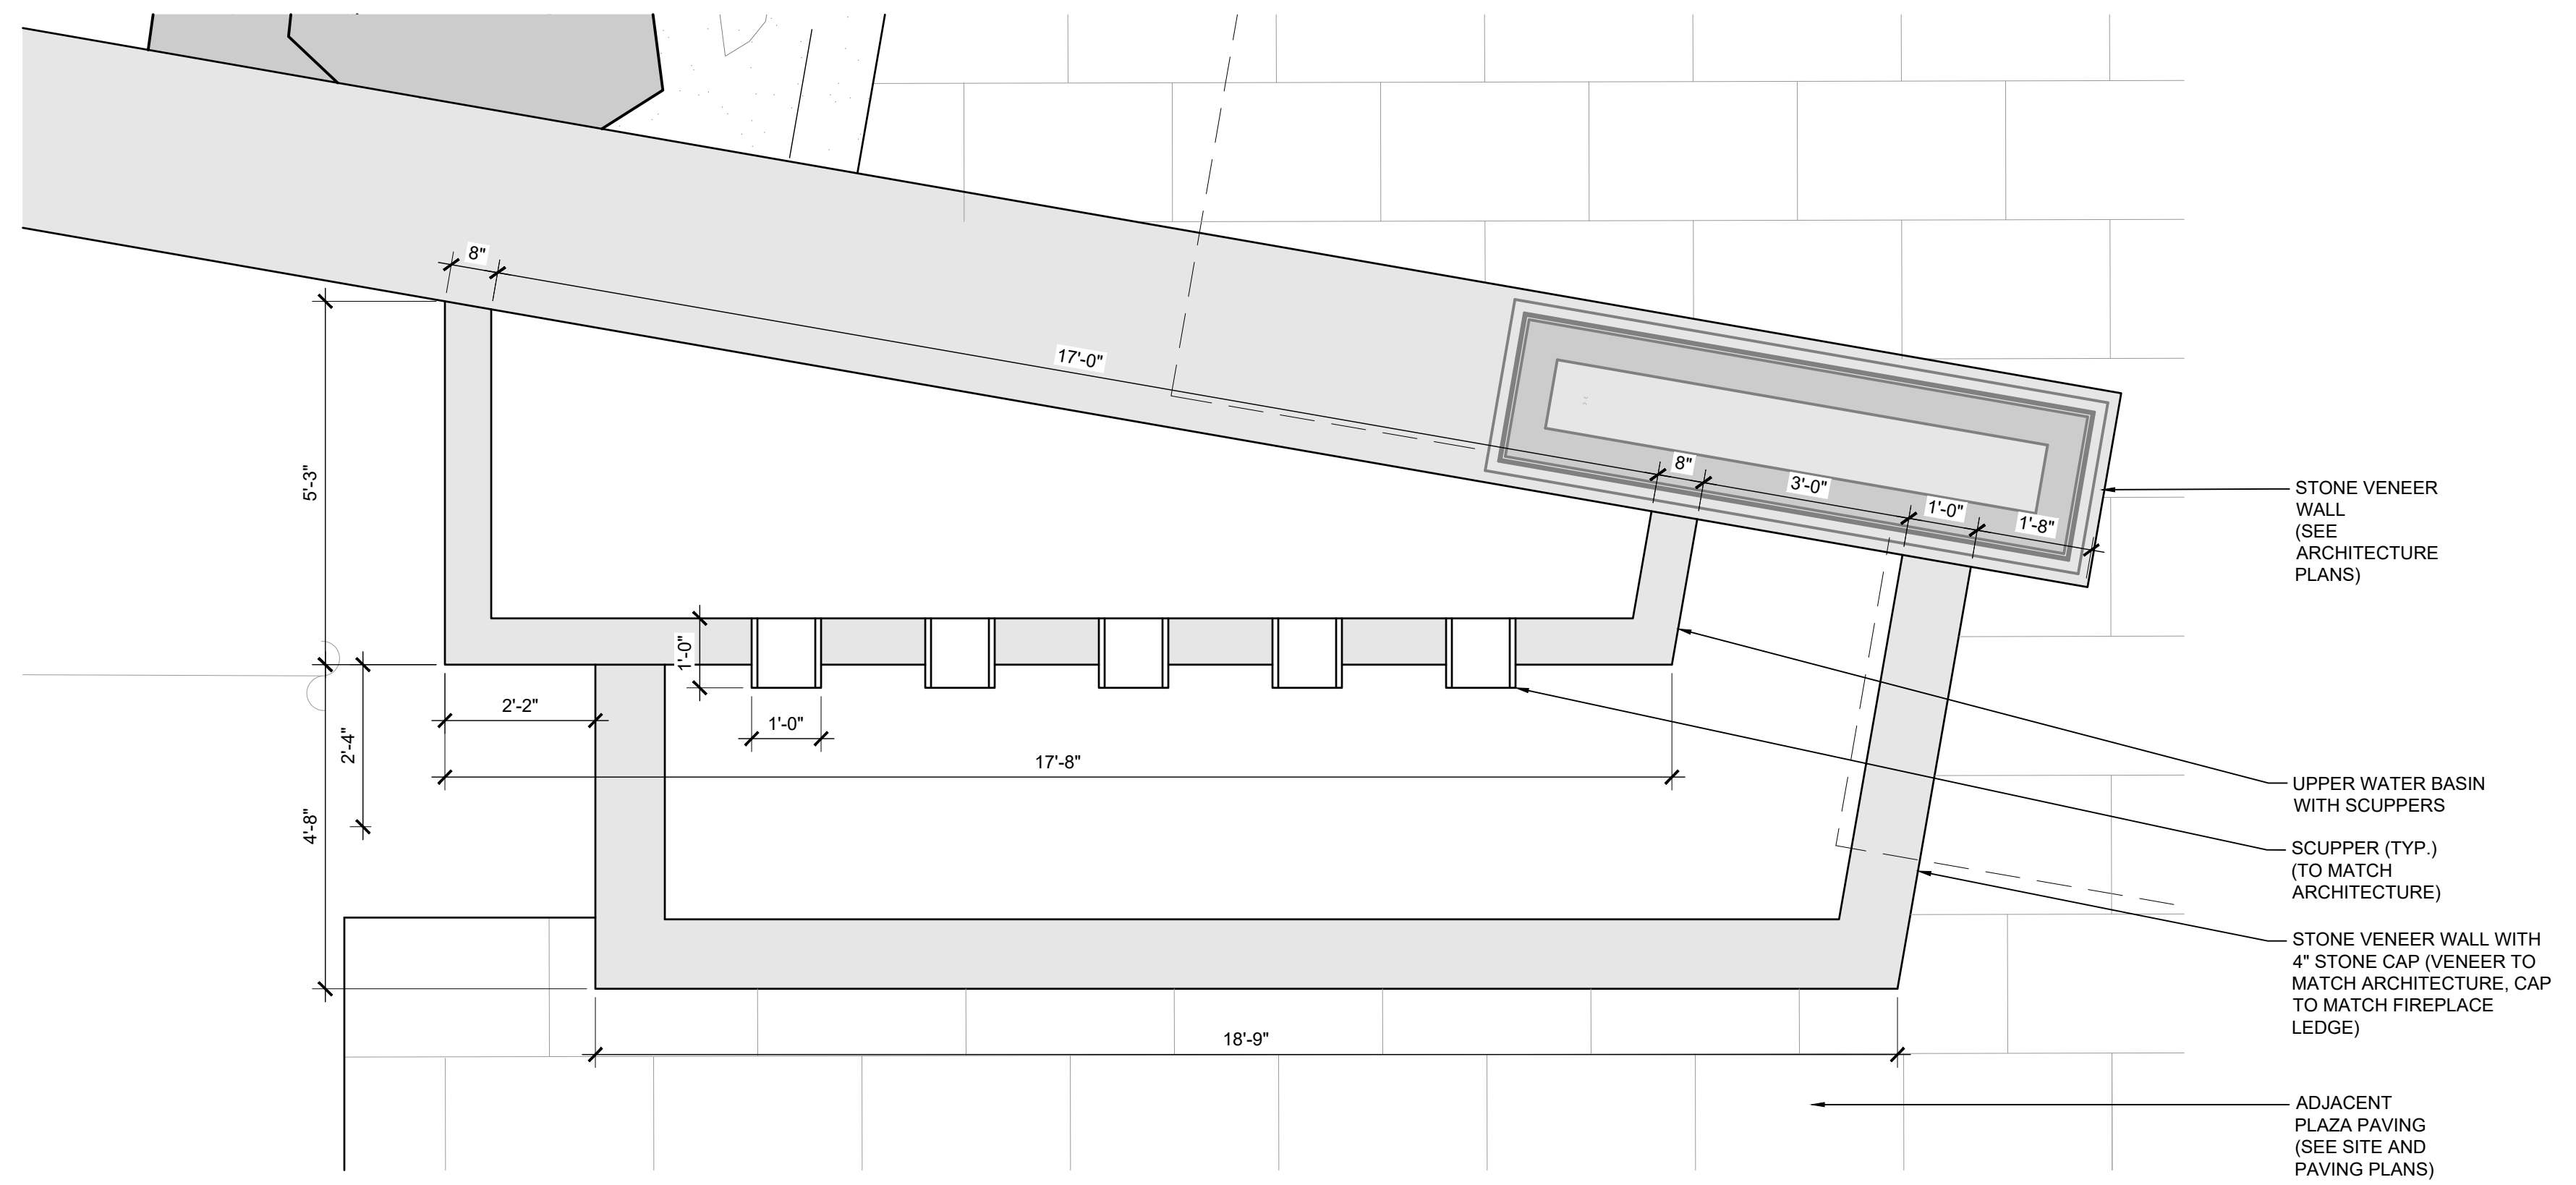 8"
17'-0"
8"
3'-0"
1'-0"
1'-8"
5'-3"
1'-0"
2'-2"
1'-0"
2'-4"
17'-8"
4'-8"
18'-9"
STONE VENEER
WALL
(SEE
ARCHITECTURE
PLANS)
UPPER WATER BASIN
WITH SCUPPERS
SCUPPER (TYP.)
(TO MATCH
ARCHITECTURE)
STONE VENEER WALL WITH
4" STONE CAP (VENEER TO
MATCH ARCHITECTURE, CAP
TO MATCH FIREPLACE
LEDGE)
ADJACENT
PLAZA PAVING
(SEE SITE AND
PAVING PLANS)